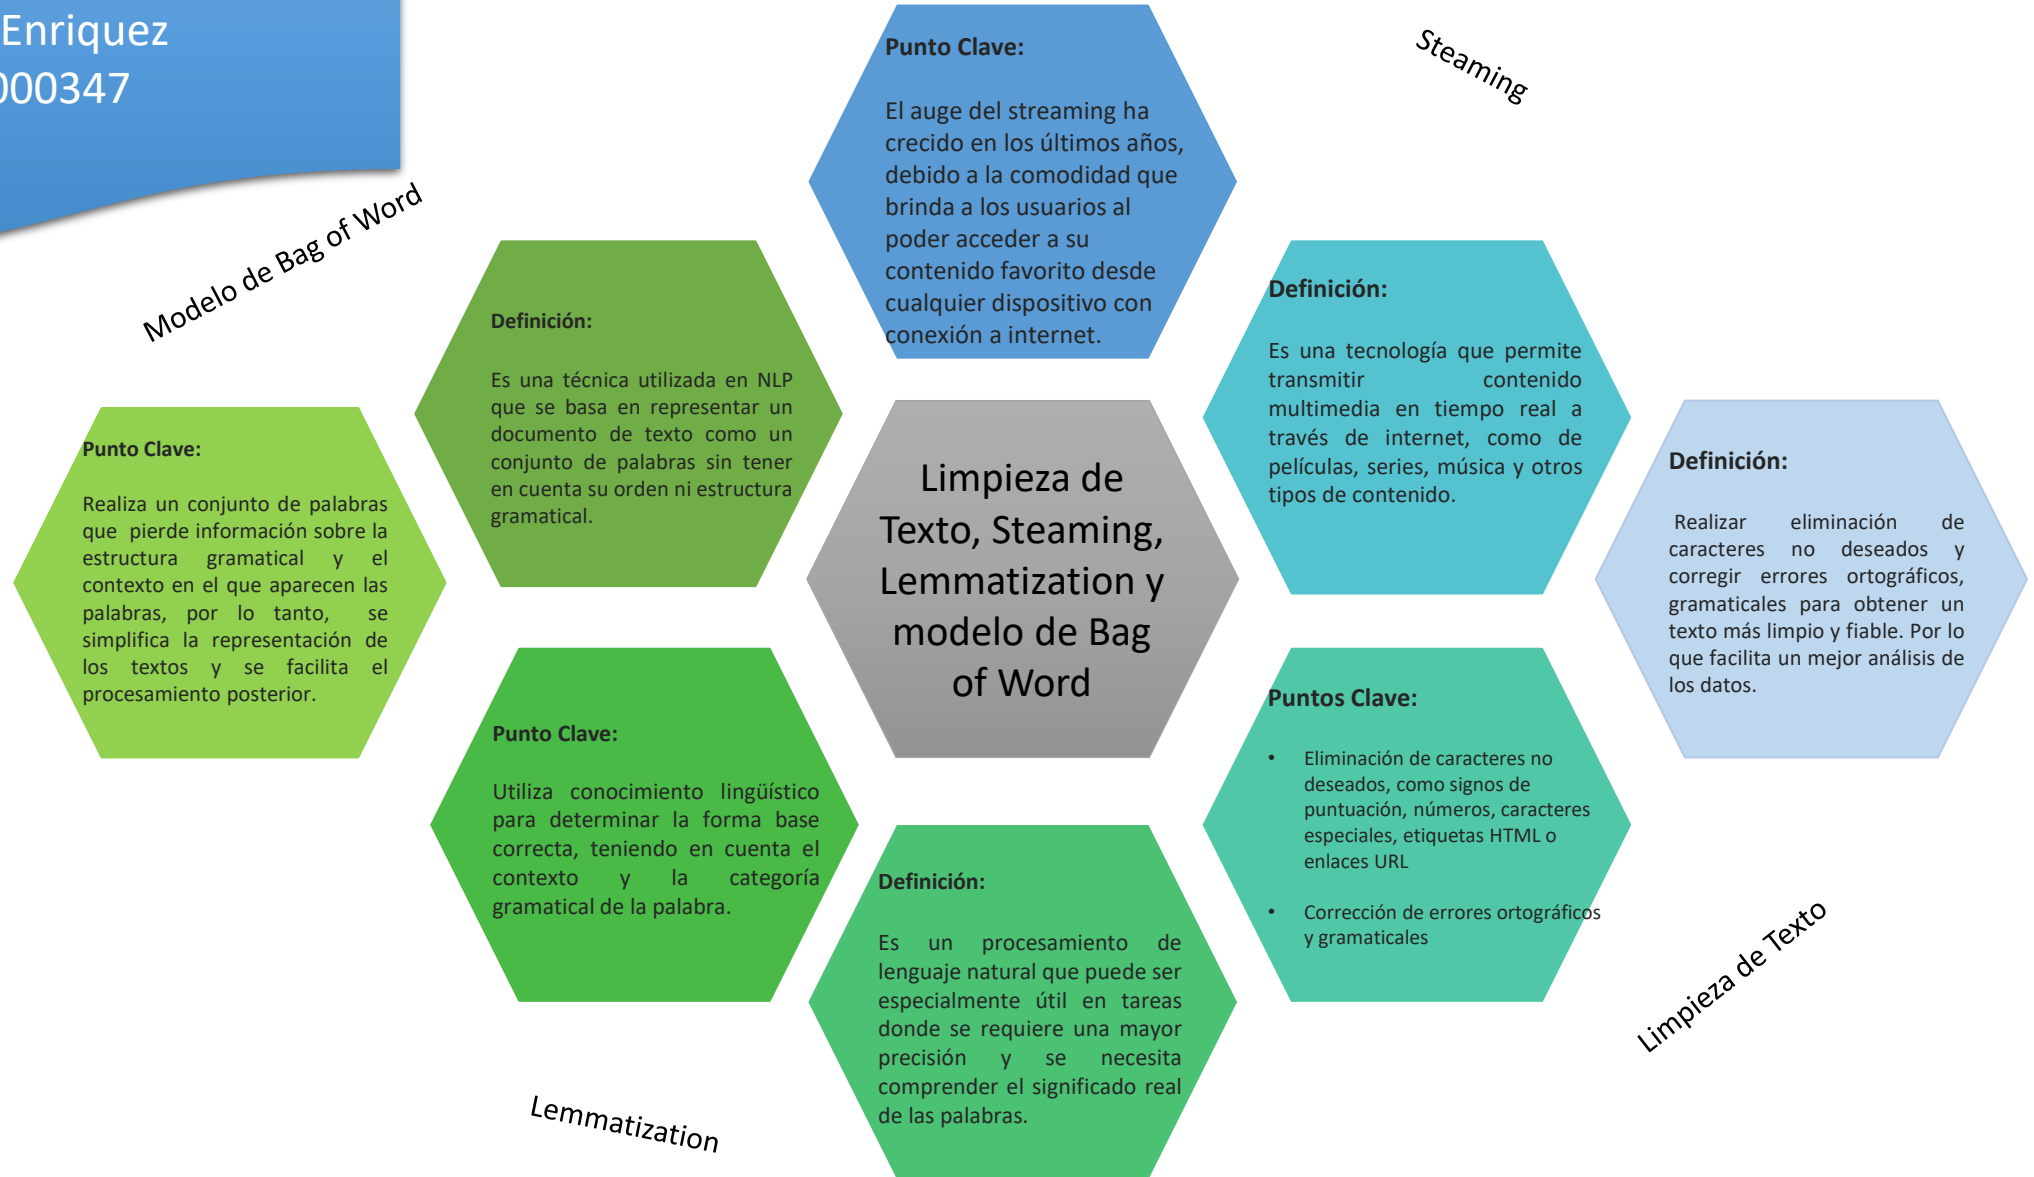 Enriquez
000347
Steaming
Modelo de Bag of Word
Punto Clave:
El auge del streaming ha
crecido en los últimos años,
debido a la comodidad que
brinda a los usuarios al
poder acceder a su
contenido favorito desde
cualquier dispositivo con
conexión a internet.
Definición:
Es una técnica utilizada en NLP
que se basa en representar un
documento de texto como un
conjunto de palabras sin tener
en cuenta su orden ni estructura
gramatical.
Definición:
Es una tecnología que permite
transmitir contenido
multimedia en tiempo real a
través de internet, como de
películas, series, música y otros
tipos de contenido.
Punto Clave:
Realiza un conjunto de palabras
que pierde información sobre la
estructura gramatical y el
contexto en el que aparecen las
palabras, por lo tanto, se
simplifica la representación de
los textos y se facilita el
procesamiento posterior.
Limpieza de
Texto, Steaming,
Lemmatization y
modelo de Bag
of Word
Definición:
Realizar eliminación de
caracteres no deseados y
corregir errores ortográficos,
gramaticales para obtener un
texto más limpio y fiable. Por lo
que facilita un mejor análisis de
los datos.
Punto Clave:
Utiliza conocimiento lingüístico
para determinar la forma base
correcta, teniendo en cuenta el
contexto y la categoría
gramatical de la palabra.
Puntos Clave:
• Eliminación de caracteres no
deseados, como signos de
puntuación, números, caracteres
especiales, etiquetas HTML o
enlaces URL
• Corrección de errores ortográficos
y gramaticales
Definición:
Es un procesamiento de
lenguaje natural que puede ser
especialmente útil en tareas
donde se requiere una mayor
precisión y se necesita
comprender el significado real
de las palabras.
Limpieza de Texto
Lemmatization